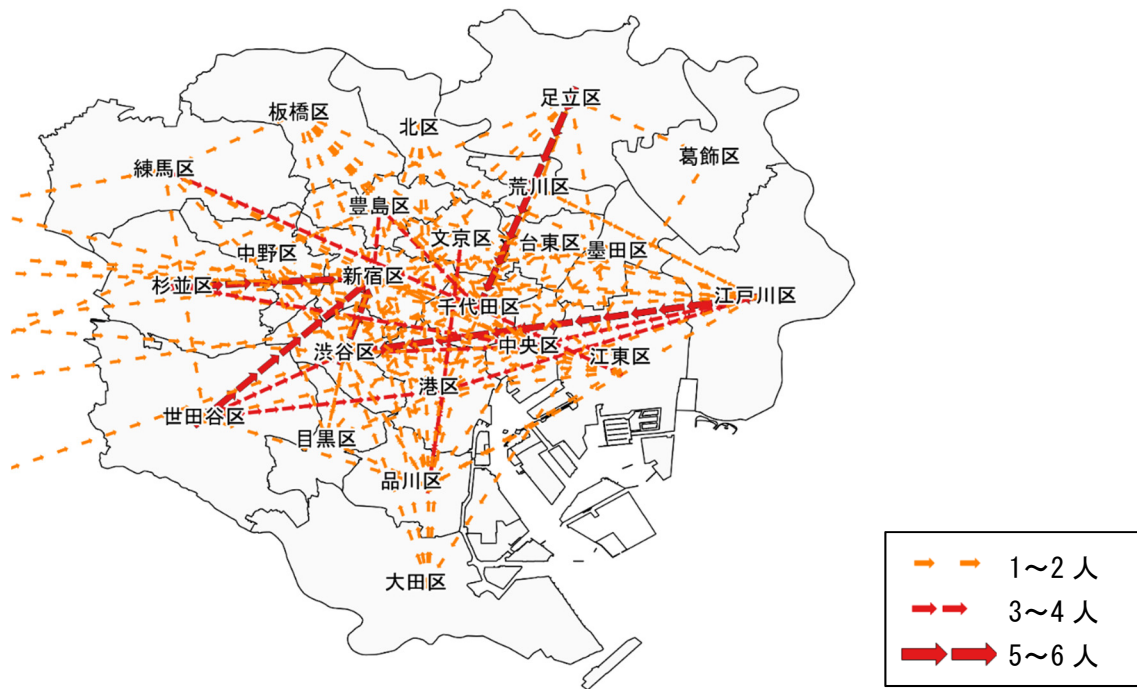 足立区
板橋区
北区
葛飾区
練馬区
荒川区
豊島区
文京区
台東区
墨田区
中野区
新宿区
杉並区
江戸川区
千代田区
中央区
渋谷区
江東区
港区
世田谷区
目黒区
品川区
大田区
1～2 人
3～4 人
5～6 人